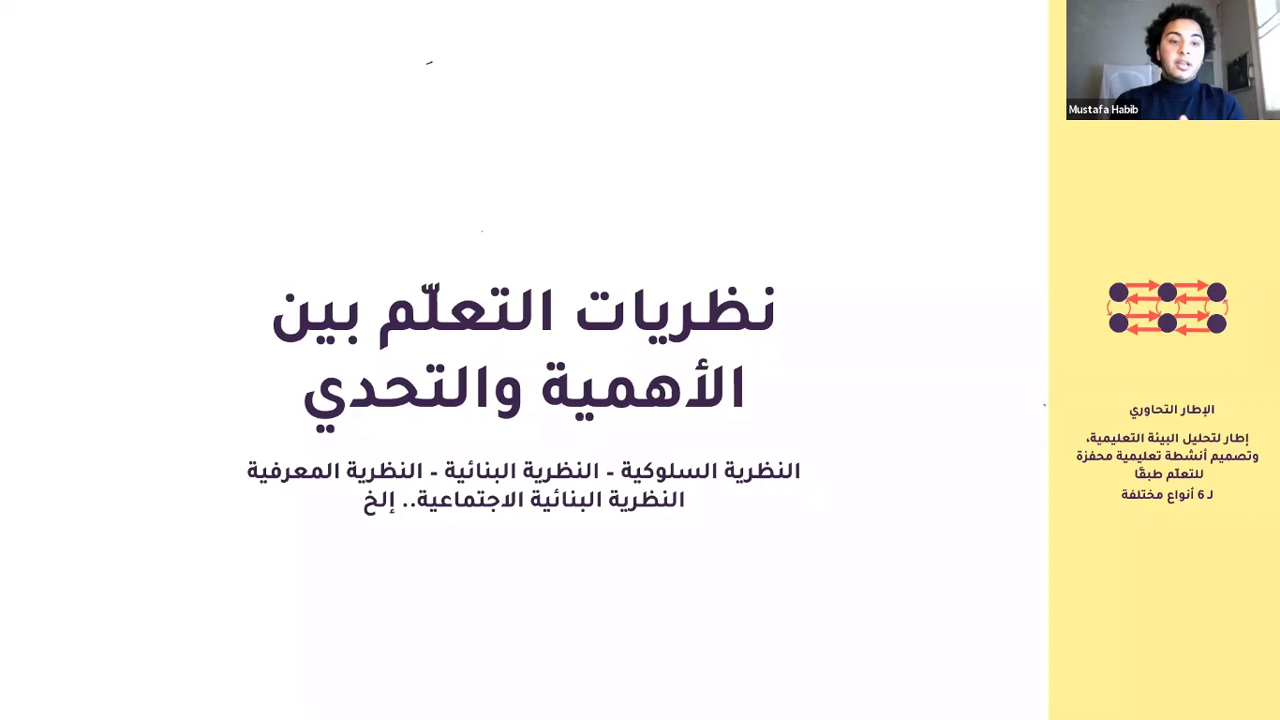 نظريات التعلّم بين
الأهمية والتحدي
النظرية السلوكية - النظرية البنائية - النظرية المعرفية
النظرية البنائية الاجتماعية.. إلخ
Mustafa Habib
الإطار التحاوري
إطار لتحليل البيئة التعليمية،
وتصميم أنشطة تعليمية محفزة
للتعلّم طبقًا
لـ 6 أنواع مختلفة